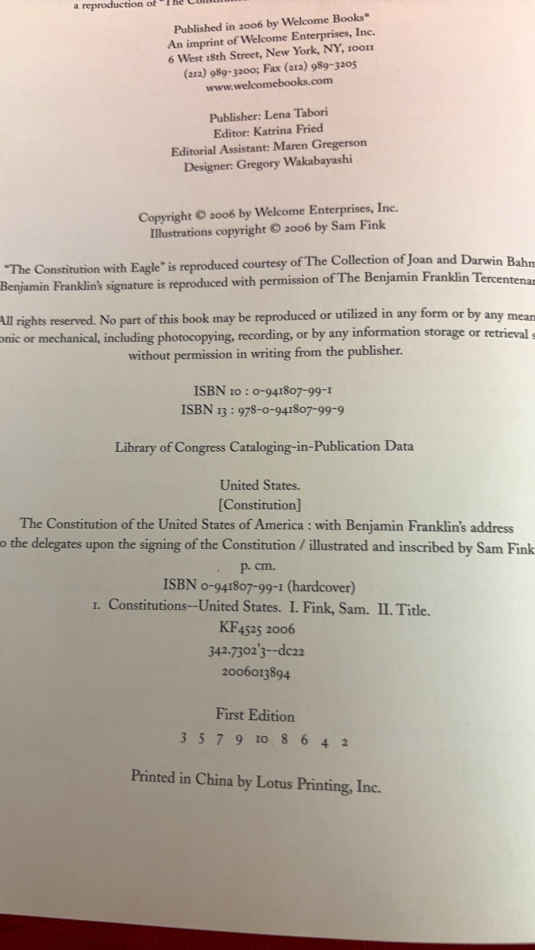 a reproduction of "The
Published in 2006 by Welcome Books®
An imprint of Welcome Enterprises, Inc.
6 West 18th Street, New York, NY, 10011
(212) 989-3200; Fax (212) 989-3205
www.welcomebooks.com
Publisher: Lena Tabori
Editor: Katrina Fried
Editorial Assistant: Maren Gregerson
Designer: Gregory Wakabayashi
Copyright © 2006 by Welcome Enterprises, Inc.
Illustrations copyright © 2006 by Sam Fink
"The Constitution with Eagle" is reproduced courtesy of The Collection of Joan and Darwin Bahm
Benjamin Franklin's signature is reproduced with permission of The Benjamin Franklin Tercentenar
All rights reserved. No part of this book may be reproduced or utilized in any form or by any mean
onic or mechanical, including photocopying, recording, or by any information storage or retrieval s
without permission in writing from the publisher.
ISBN 10 : 0-941807-99-1
ISBN 13 : 978-0-941807-99-9
Library of Congress Cataloging-in-Publication Data
United States.
[Constitution]
The Constitution of the United States of America : with Benjamin Franklin's address
o the delegates upon the signing of the Constitution / illustrated and inscribed by Sam Fink
p. cm.
ISBN 0-941807-99-1 (hardcover)
1. Constitutions--United States. I. Fink, Sam. II. Title.
KF4525 2006
342.7302'3--dc22
2006013894
First Edition
3 5 7 9 10 8 6 4 2
Printed in China by Lotus Printing, Inc.